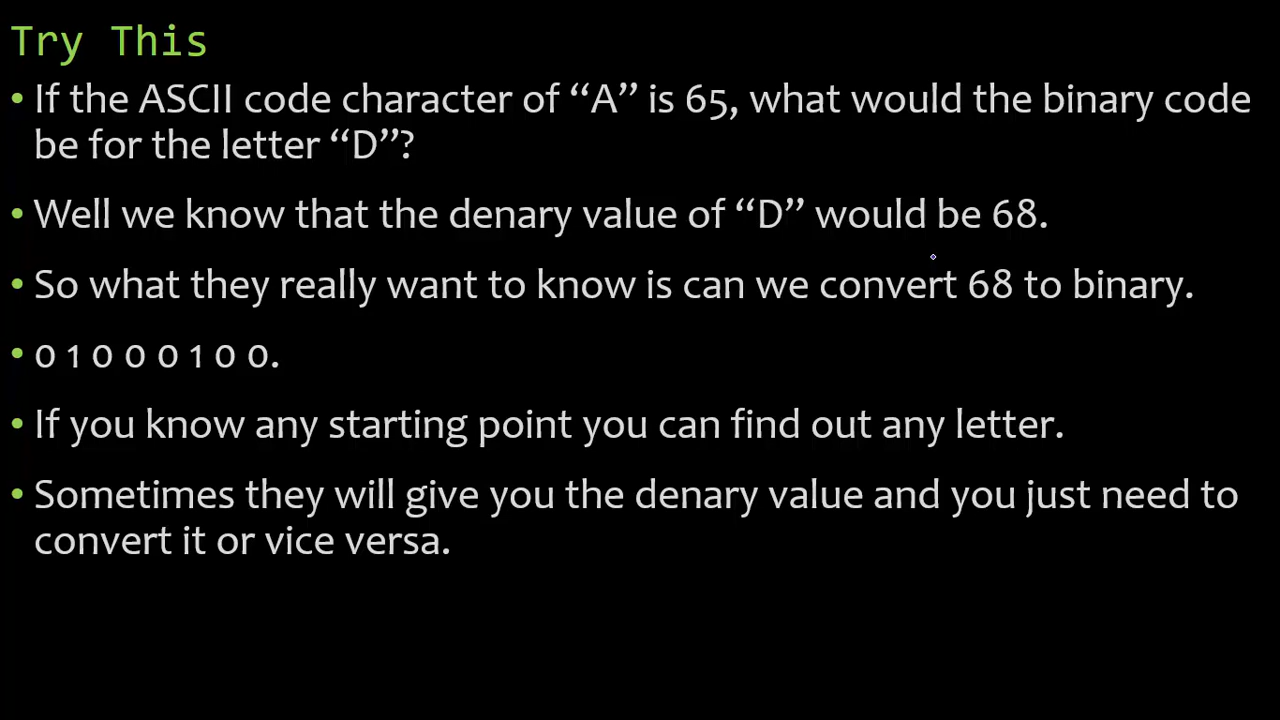 Try This
• If the ASCII code character of “A” is 65, what would the binary code
be for the letter “D”?
• Well we know that the denary value of “D” would be 68.
• So what they really want to know is can we convert 68 to binary.
• 0 1 0 0 0 1 0 0.
• If you know any starting point you can find out any letter.
• Sometimes they will give you the denary value and you just need to
convert it or vice versa.